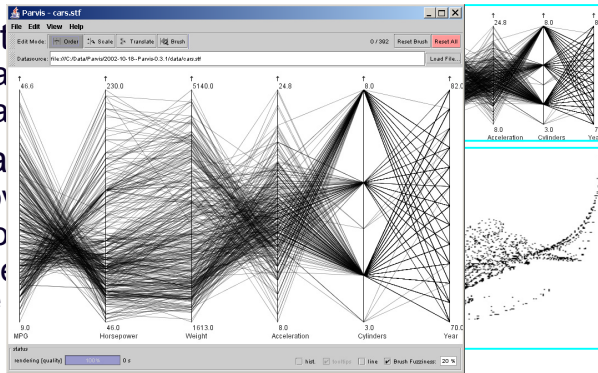 Parvis - cars.stf
File Edit View Help
Edit Mode: Order Scale Translate Brush 0 / 392 Reset Brush Reset All
Datasource: file:///C:/Data/Parvis/2002-10-18--Parvis-0.3.1/data/cars.stf Load File...
46.6 230.0 5140.0 24.8 8.0 82.0
9.0 46.0 1613.0 8.0 3.0 70.0
MPG Horsepower Weight Acceleration Cylinders Year
status
rendering [quality] 100% 0 s hist. tooltips line Brush Fuzziness: 20 %
24.8 8.0
8.0 3.0
Acceleration Cylinders